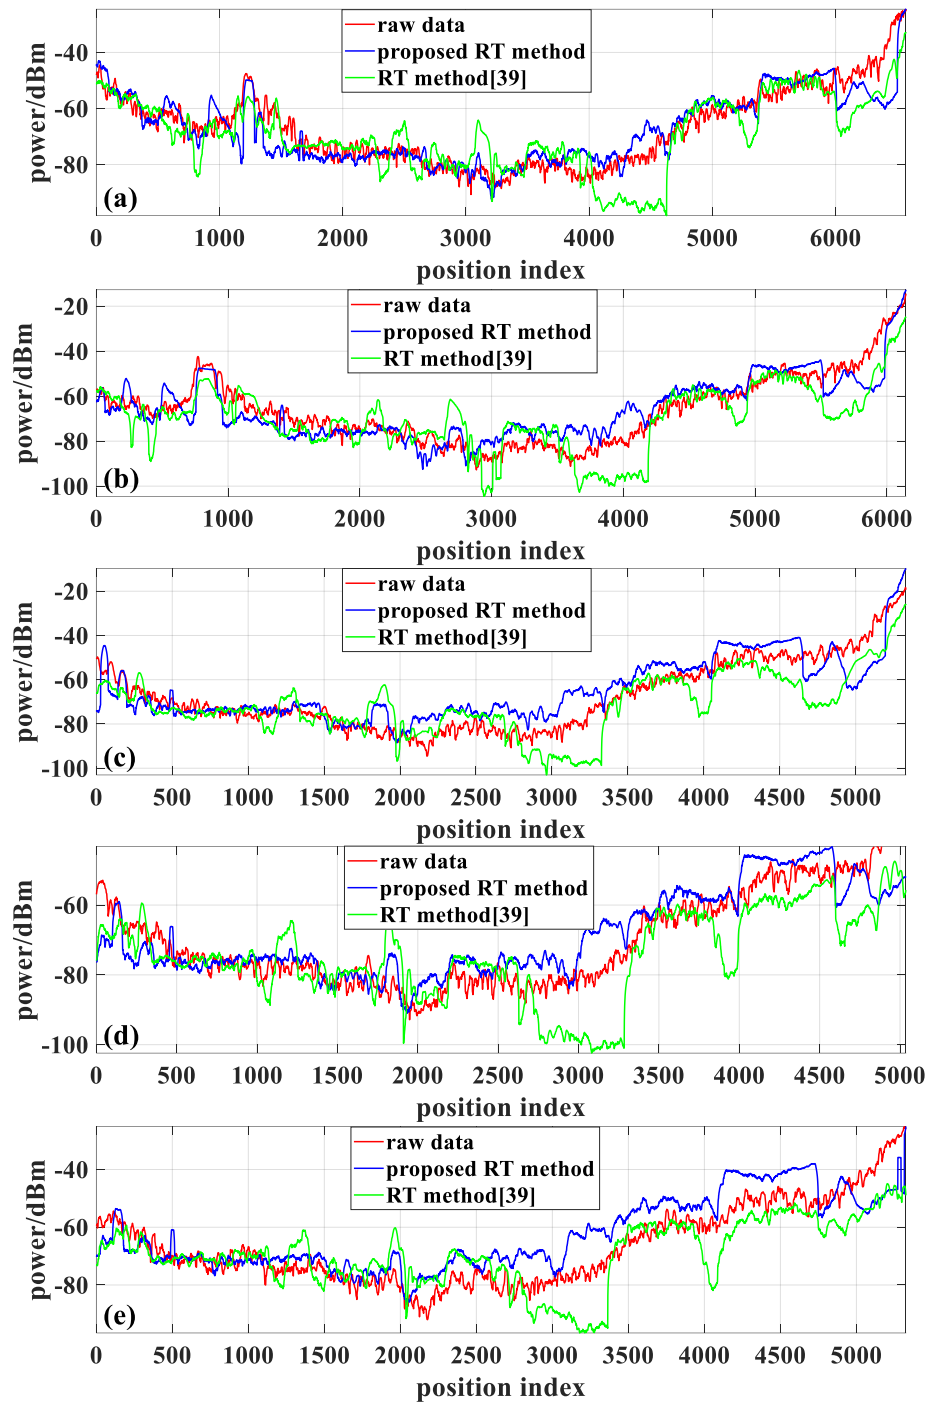 raw data
proposed RT method
RT method[39]
power/dBm
-40
-60
-80
(a)
0 1000 2000 3000 4000 5000 6000
position index
raw data
proposed RT method
RT method[39]
power/dBm
-20
-40
-60
-80
-100
(b)
0 1000 2000 3000 4000 5000 6000
position index
raw data
proposed RT method
RT method[39]
power/dBm
-20
-40
-60
-80
-100
(c)
0 500 1000 1500 2000 2500 3000 3500 4000 4500 5000
position index
raw data
proposed RT method
RT method[39]
power/dBm
-60
-80
-100
(d)
0 500 1000 1500 2000 2500 3000 3500 4000 4500 5000
position index
raw data
proposed RT method
RT method[39]
power/dBm
-40
-60
-80
(e)
0 500 1000 1500 2000 2500 3000 3500 4000 4500 5000
position index